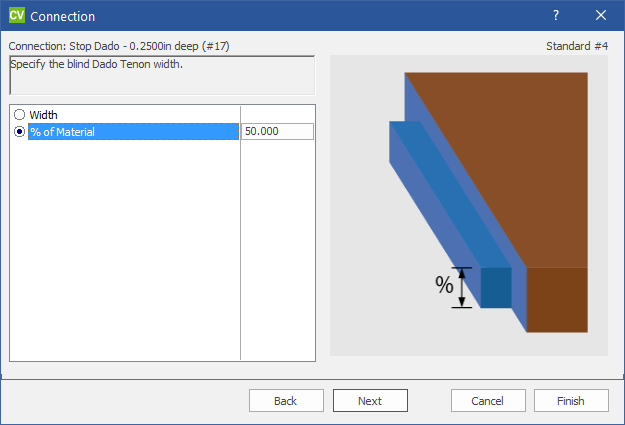 CV Connection ?
Connection: Stop Dado - 0.2500in deep (#17) Standard #4
Specify the blind Dado Tenon width.
Width
% of Material 50.000
%
Back Next Cancel Finish